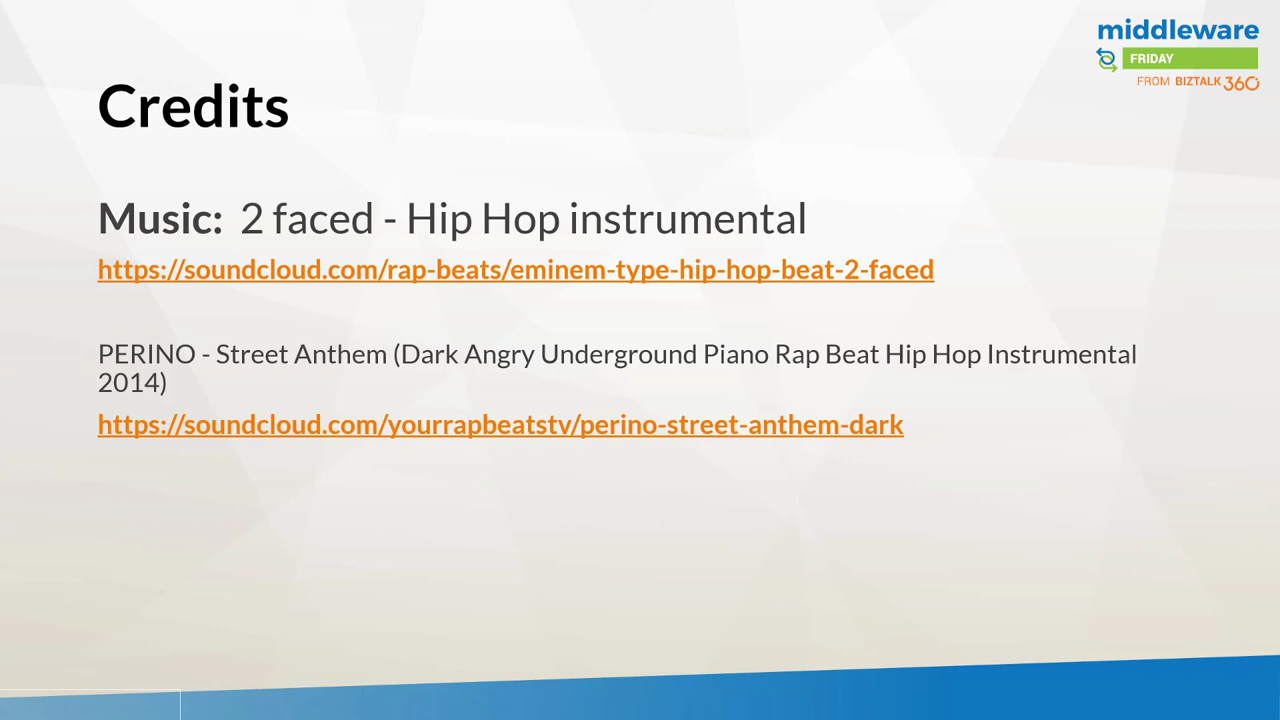 middleware
FRIDAY
FROM BIZTALK360
Credits
Music: 2 faced - Hip Hop instrumental
https://soundcloud.com/rap-beats/eminem-type-hip-hop-beat-2-faced
PERINO - Street Anthem (Dark Angry Underground Piano Rap Beat Hip Hop Instrumental
2014)
https://soundcloud.com/yourrapbeatstv/perino-street-anthem-dark